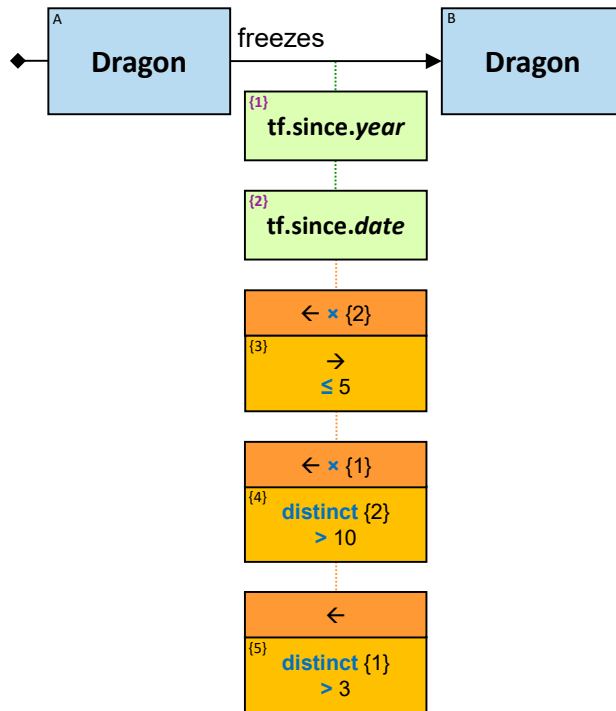 A
Dragon
freezes
B
Dragon
{1}
tf.since.year
{2}
tf.since.date
← × {2}
{3}
→
≤ 5
← × {1}
{4}
distinct {2}
> 10
←
{5}
distinct {1}
> 3